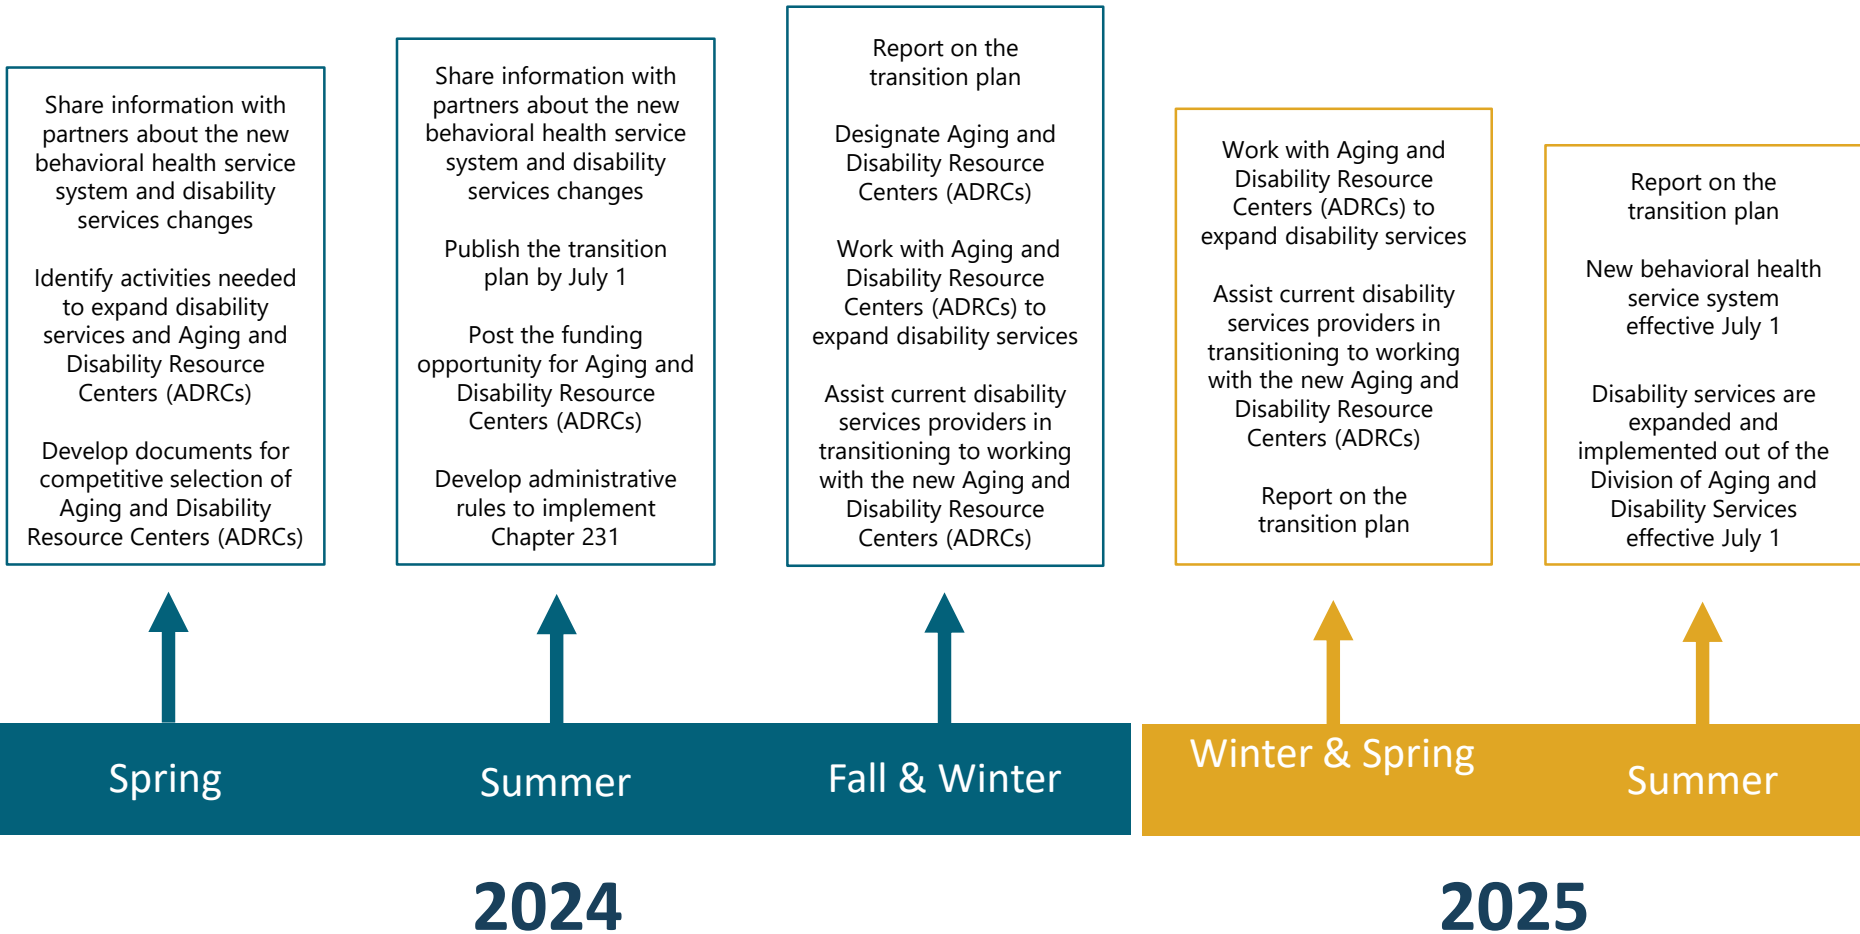 Share information with
partners about the new
behavioral health service
system and disability
services changes
Identify activities needed
to expand disability
services and Aging and
Disability Resource
Centers (ADRCs)
Develop documents for
competitive selection of
Aging and Disability
Resource Centers (ADRCs)
Share information with
partners about the new
behavioral health service
system and disability
services changes
Publish the transition
plan by July 1
Post the funding
opportunity for Aging and
Disability Resource
Centers (ADRCs)
Develop administrative
rules to implement
Chapter 231
Report on the
transition plan
Designate Aging and
Disability Resource
Centers (ADRCs)
Work with Aging and
Disability Resource
Centers (ADRCs) to
expand disability services
Assist current disability
services providers in
transitioning to working
with the new Aging and
Disability Resource
Centers (ADRCs)
Work with Aging and
Disability Resource
Centers (ADRCs) to
expand disability services
Assist current disability
services providers in
transitioning to working
with the new Aging and
Disability Resource
Centers (ADRCs)
Report on the
transition plan
Report on the
transition plan
New behavioral health
service system
effective July 1
Disability services are
expanded and
implemented out of the
Division of Aging and
Disability Services
effective July 1
Spring
Summer
Fall & Winter
Winter & Spring
Summer
2024
2025